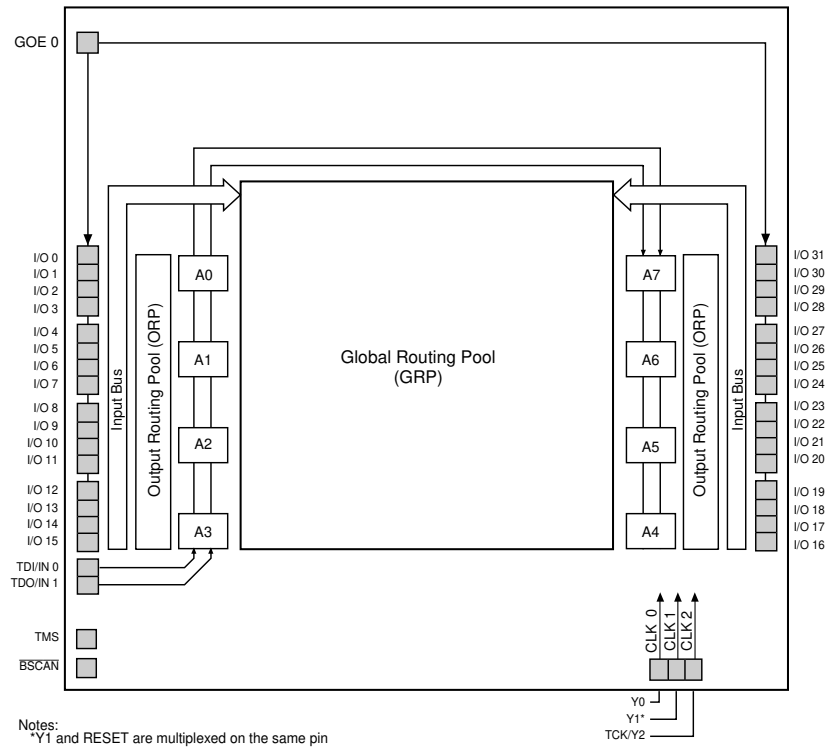 GOE 0
I/O 0
I/O 1
I/O 2
I/O 3
I/O 4
I/O 5
I/O 6
I/O 7
I/O 8
I/O 9
I/O 10
I/O 11
I/O 12
I/O 13
I/O 14
I/O 15
TDI/IN 0
TDO/IN 1
TMS
BSCAN
Input Bus
Output Routing Pool (ORP)
A0
A1
A2
A3
Global Routing Pool
(GRP)
A7
A6
A5
A4
Output Routing Pool (ORP)
Input Bus
I/O 31
I/O 30
I/O 29
I/O 28
I/O 27
I/O 26
I/O 25
I/O 24
I/O 23
I/O 22
I/O 21
I/O 20
I/O 19
I/O 18
I/O 17
I/O 16
CLK 0
CLK 1
CLK 2
Y0
Y1*
TCK/Y2
Notes:
*Y1 and RESET are multiplexed on the same pin